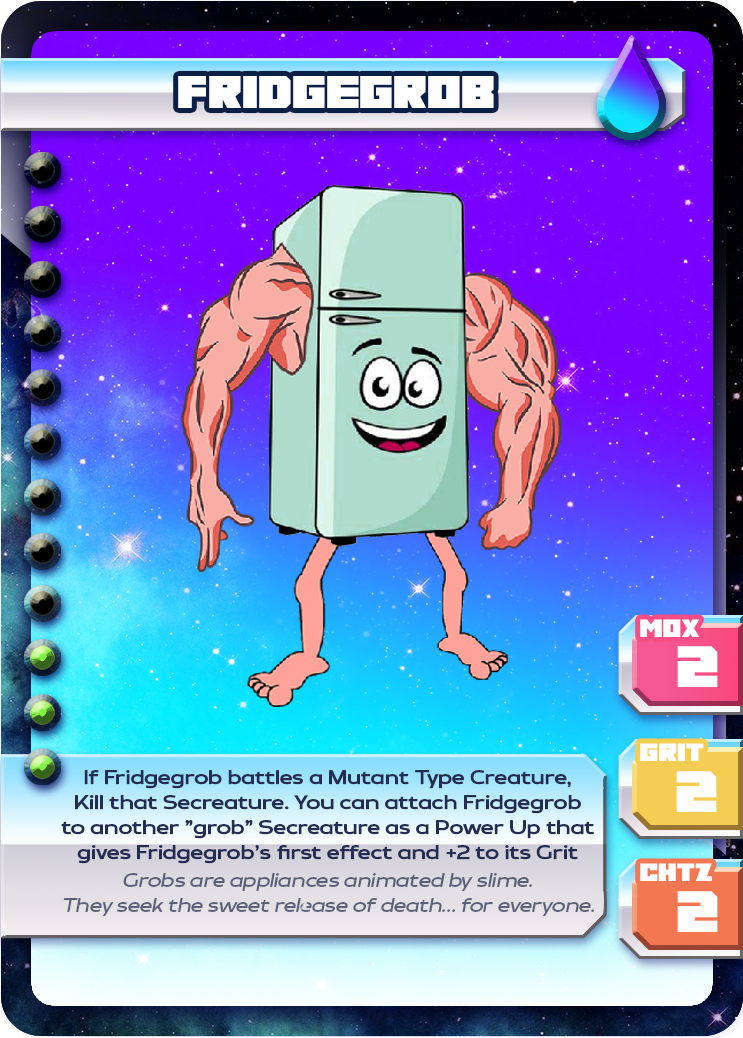 FRIDGEGROB
MOX
2
GRIT
2
CHTZ
2
If Fridgegrob battles a Mutant Type Creature,
Kill that Secreature. You can attach Fridgegrob
to another ”grob” Secreature as a Power Up that
gives Fridgegrob’s first effect and +2 to its Grit
Grobs are appliances animated by slime.
They seek the sweet release of death... for everyone.